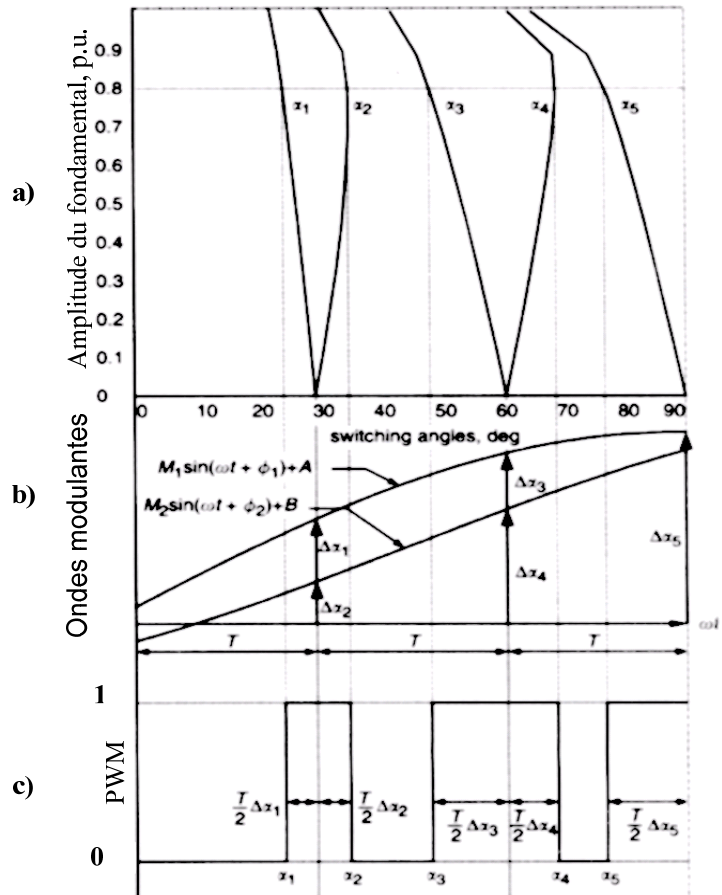 a)
Amplitude du fondamental, p.u.
0.9
0.8
0.7
0.6
0.5
0.4
0.3
0.2
0.1
0
α1
α2
α3
α4
α5
0 10 20 30 40 50 60 70 80 90
switching angles, deg
b)
Ondes modulantes
M1sin(ωt + ϕ1)+A
M2sin(ωt + ϕ2)+B
Δα1
Δα2
Δα3
Δα4
Δα5
ωt
T
T
T
c)
PWM
1
0
T/2 Δα1
T/2 Δα2
T/2 Δα3
T/2 Δα4
T/2 Δα5
α1
α2
α3
α4
α5